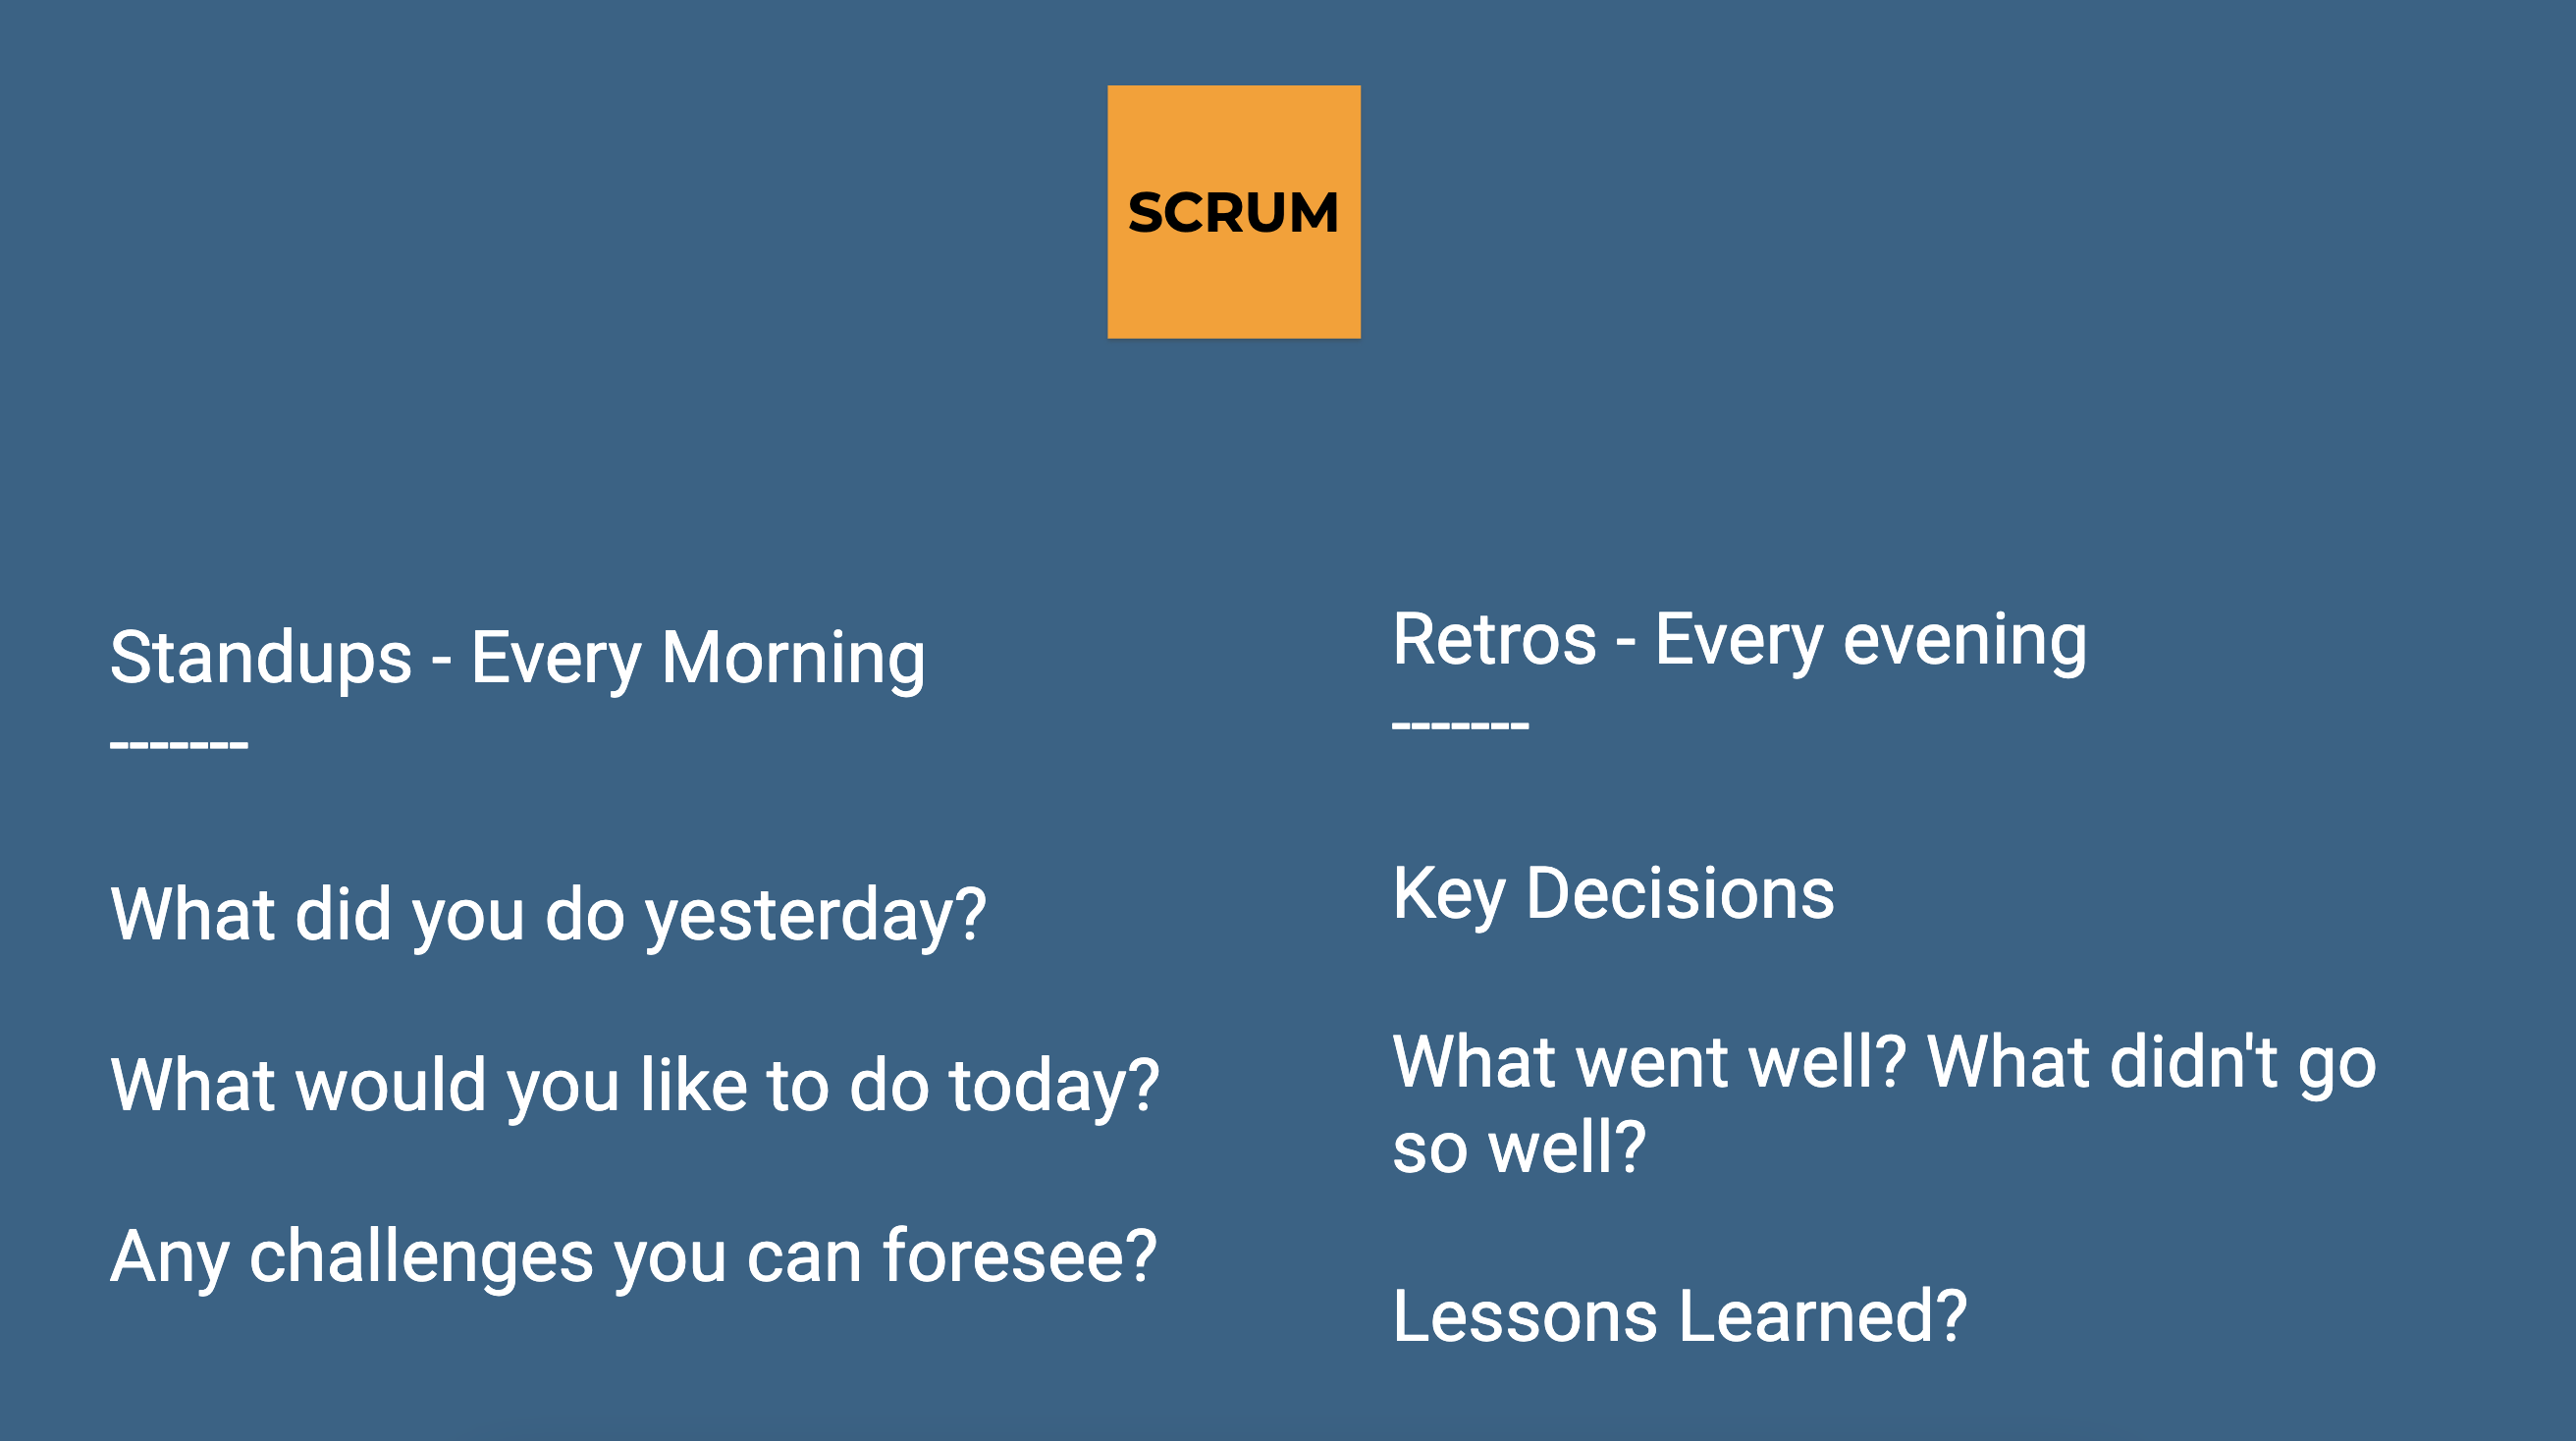 SCRUM
Standups - Every Morning
-------
What did you do yesterday?
What would you like to do today?
Any challenges you can foresee?
Retros - Every evening
-------
Key Decisions
What went well? What didn't go
so well?
Lessons Learned?